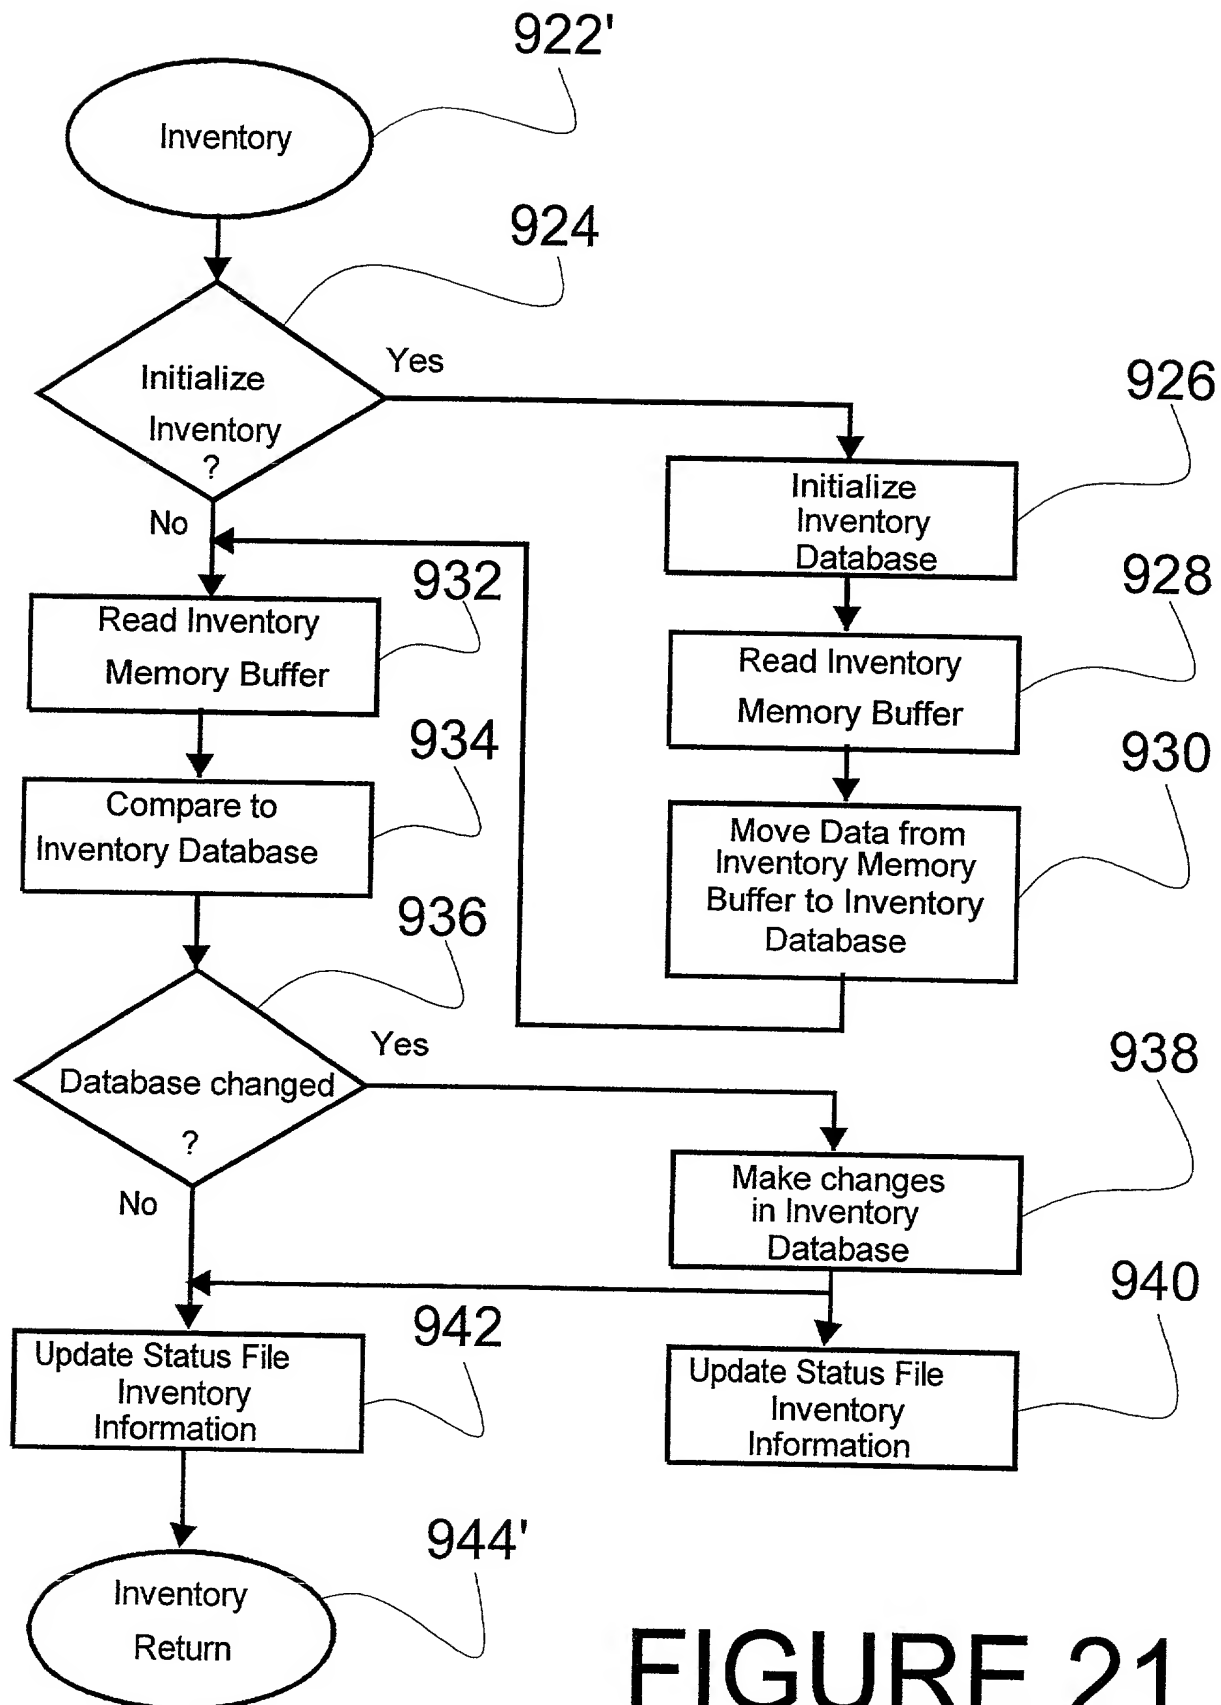 922'
Inventory
924
Initialize
Inventory
?
Yes
No
926
Initialize
Inventory
Database
928
Read Inventory
Memory Buffer
930
Move Data from
Inventory Memory
Buffer to Inventory
Database
932
Read Inventory
Memory Buffer
934
Compare to
Inventory Database
936
Database changed
?
Yes
No
938
Make changes
in Inventory
Database
940
Update Status File
Inventory
Information
942
Update Status File
Inventory
Information
944'
Inventory
Return
FIGURE 21